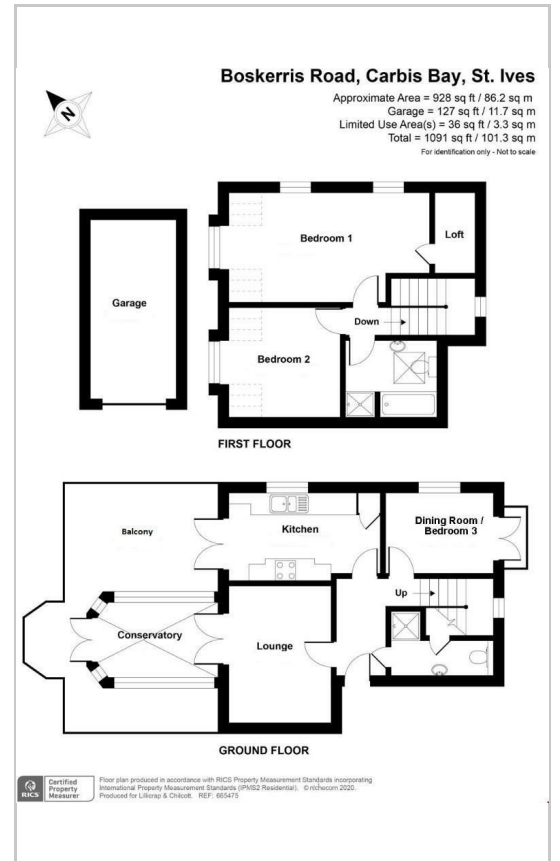 Boskerris Road, Carbis Bay, St. Ives
Approximate Area = 928 sq ft / 86.2 sq m
Garage = 127 sq ft / 11.7 sq m
Limited Use Area(s) = 36 sq ft / 3.3 sq m
Total = 1091 sq ft / 101.3 sq m
For identification only - Not to scale
N
Bedroom 1
Loft
Garage
Down
Bedroom 2
FIRST FLOOR
Balcony
Kitchen
Dining Room /
Bedroom 3
Up
Conservatory
Lounge
GROUND FLOOR
RICS
Certified
Property
Measurer
Floor plan produced in accordance with RICS Property Measurement Standards incorporating
International Property Measurement Standards (IPMS2 Residential). © nichecom 2020.
Produced for Lillicrap & Chilcott. REF: 665475